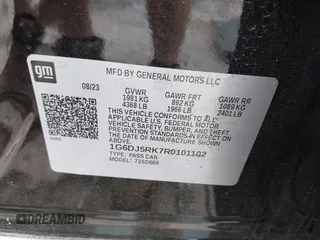 gm
MFD BY GENERAL MOTORS LLC
08/23
GVWR GAWR FRT GAWR RR
1981 KG 892 KG 1089 KG
4368 LB 1966 LB 2401 LB
THIS VEHICLE CONFORMS TO ALL APPLICABLE
U.S. FEDERAL MOTOR VEHICLE SAFETY, BUMPER,
AND THEFT PREVENTION STANDARDS IN EFFECT
ON THE DATE OF MANUFACTURE SHOWN ABOVE.
1G6DJ5RK7R0101102
TYPE: PASS CAR
MODEL:
DREAMBID